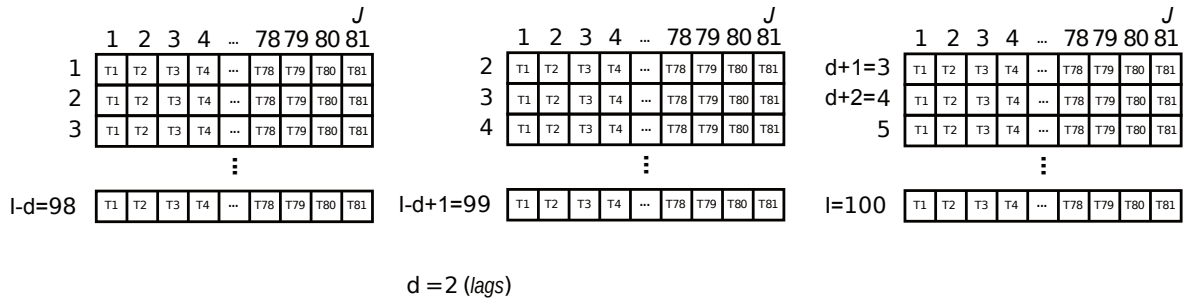 J
1 2 3 4 ... 78 79 80 81
1 T1 T2 T3 T4 ... T78 T79 T80 T81
2 T1 T2 T3 T4 ... T78 T79 T80 T81
3 T1 T2 T3 T4 ... T78 T79 T80 T81
⋮
I-d=98 T1 T2 T3 T4 ... T78 T79 T80 T81
J
1 2 3 4 ... 78 79 80 81
2 T1 T2 T3 T4 ... T78 T79 T80 T81
3 T1 T2 T3 T4 ... T78 T79 T80 T81
4 T1 T2 T3 T4 ... T78 T79 T80 T81
⋮
I-d+1=99 T1 T2 T3 T4 ... T78 T79 T80 T81
J
1 2 3 4 ... 78 79 80 81
d+1=3 T1 T2 T3 T4 ... T78 T79 T80 T81
d+2=4 T1 T2 T3 T4 ... T78 T79 T80 T81
5 T1 T2 T3 T4 ... T78 T79 T80 T81
⋮
I=100 T1 T2 T3 T4 ... T78 T79 T80 T81
d = 2 (lags)